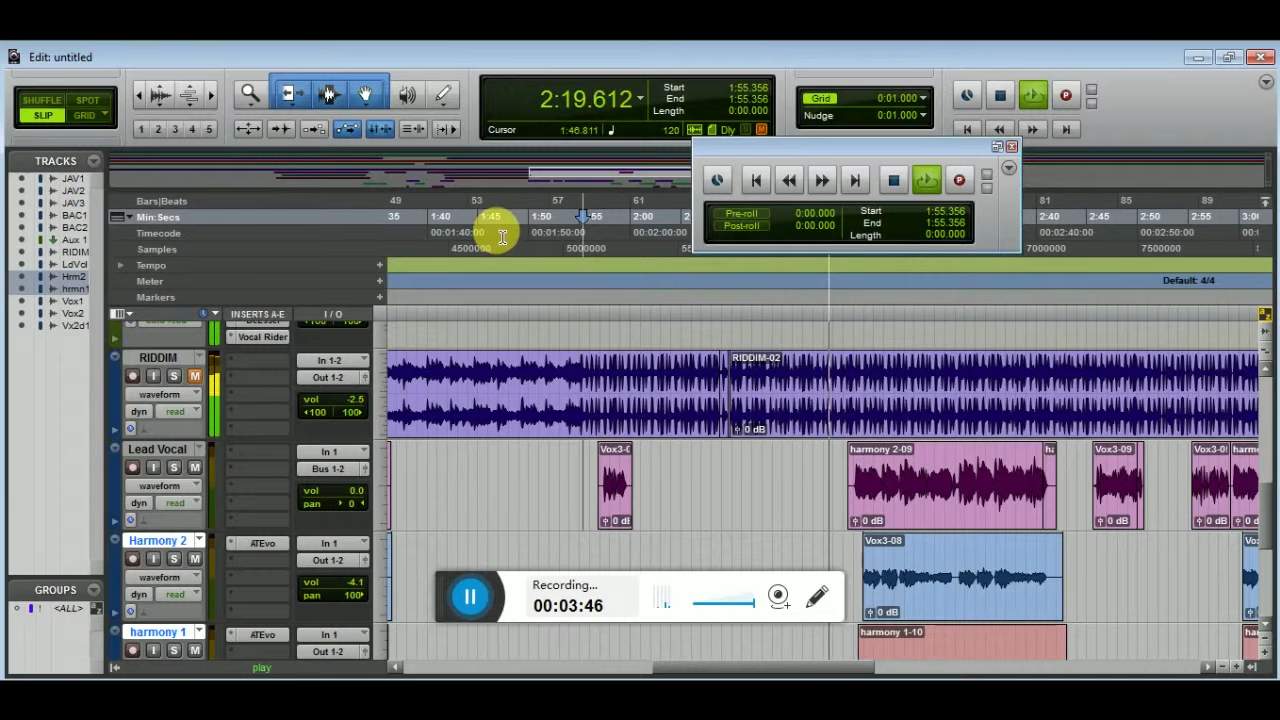 Edit: untitled
SHUFFLE SPOT
SLIP GRID
1 2 3 4 5
2:19.612
Start 1:55.356
End 1:55.356
Length 0:00.000
Cursor 1:46.811 120 Dly S M
Grid 0:01.000
Nudge 0:01.000
P
TRACKS
JAV1
JAV2
JAV3
BAC1
BAC2
Aux 1
RIDIM
LdVol
Hrm2
hrmn1
Vox1
Vox2
Vx2d1
GROUPS
! <ALL>
Pre-roll 0:00.000
Post-roll 0:00.000
Start 1:55.356
End 1:55.356
Length 0:00.000
P
Bars|Beats 49 53 57 61 81 85 89
Min:Secs 35 1:40 1:45 1:50 55 2:00 2:40 2:45 2:50 2:55 3:0
Timecode 00:01:40:00 00:01:50:00 00:02:00:00 00:02:40:00 00:02:50:00
Samples 4500000 5000000 7000000 7500000
Tempo
Meter Default: 4/4
Markers
INSERTS A-E I / O
Vocal Rider
RIDDIM In 1-2
I S M Out 1-2
waveform vol -2.5
dyn read 100 100
RIDDIM-02
0 dB
Lead Vocal In 1
I S M Bus 1-2
waveform vol 0.0
dyn read pan 0
harmony 2-09
Vox3-09
0 dB
0 dB
0 dB
Harmony 2 ATEvo In 1
I S M Out 1-2
waveform vol -4.1
dyn read pan 100
Vox3-08
0 dB
harmony 1 ATEvo In 1
I S M Out 1-2
harmony 1-10
play
Recording...
00:03:46